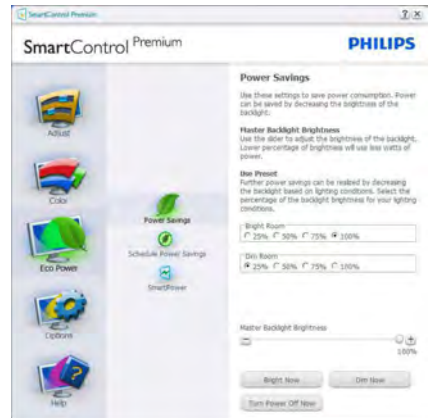 SmartControl Premium
? X
SmartControl Premium
PHILIPS
Adjust
Color
Eco Power
Options
Help
Power Savings
Schedule Power Savings
SmartPower
Power Savings
Use these settings to save power consumption. Power
can be saved by decreasing the brightness of the
backlight.
Master Backlight Brightness
Use the slider to adjust the brightness of the backlight.
Lower percentage of brightness will use less watts of
power.
Use Preset
Further power savings can be realized by decreasing
the backlight based on lighting conditions. Select the
percentage of the backlight brightness for your lighting
conditions.
Bright Room
25% 50% 75% 100%
Dim Room
25% 50% 75% 100%
Master Backlight Brightness
100%
Bright Now
Dim Now
Turn Power Off Now